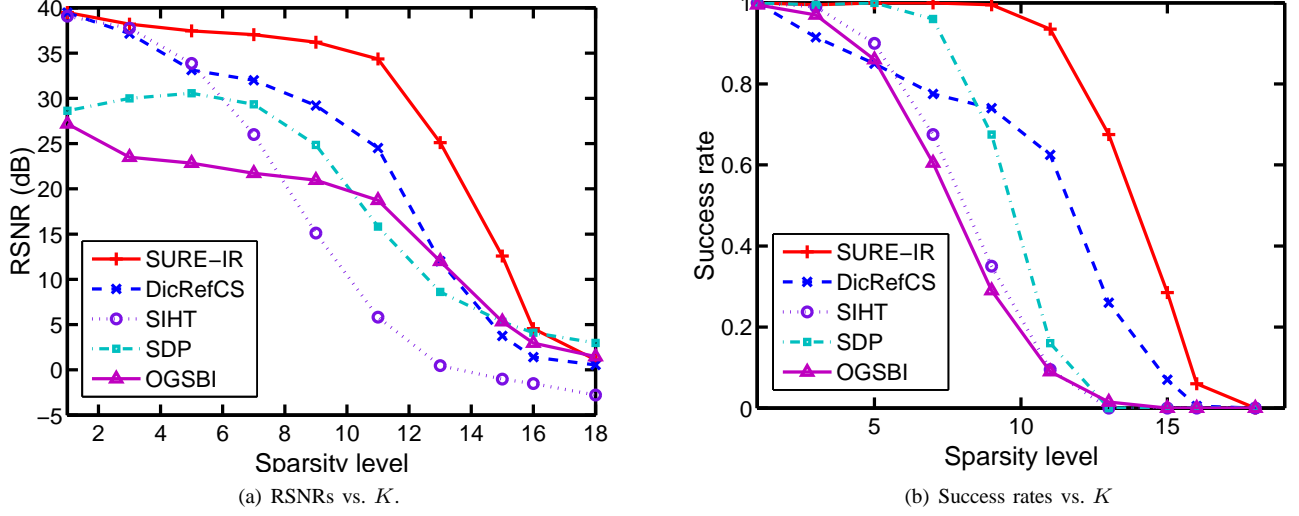 40
35
30
25
20
15
10
5
0
−5
RSNR (dB)
SURE−IR
DicRefCS
SIHT
SDP
OGSBI
2 4 6 8 10 12 14 16 18
Sparsity level
(a) RSNRs vs. K.
1
0.8
0.6
0.4
0.2
0
Success rate
SURE−IR
DicRefCS
SIHT
SDP
OGSBI
5 10 15
Sparsity level
(b) Success rates vs. K